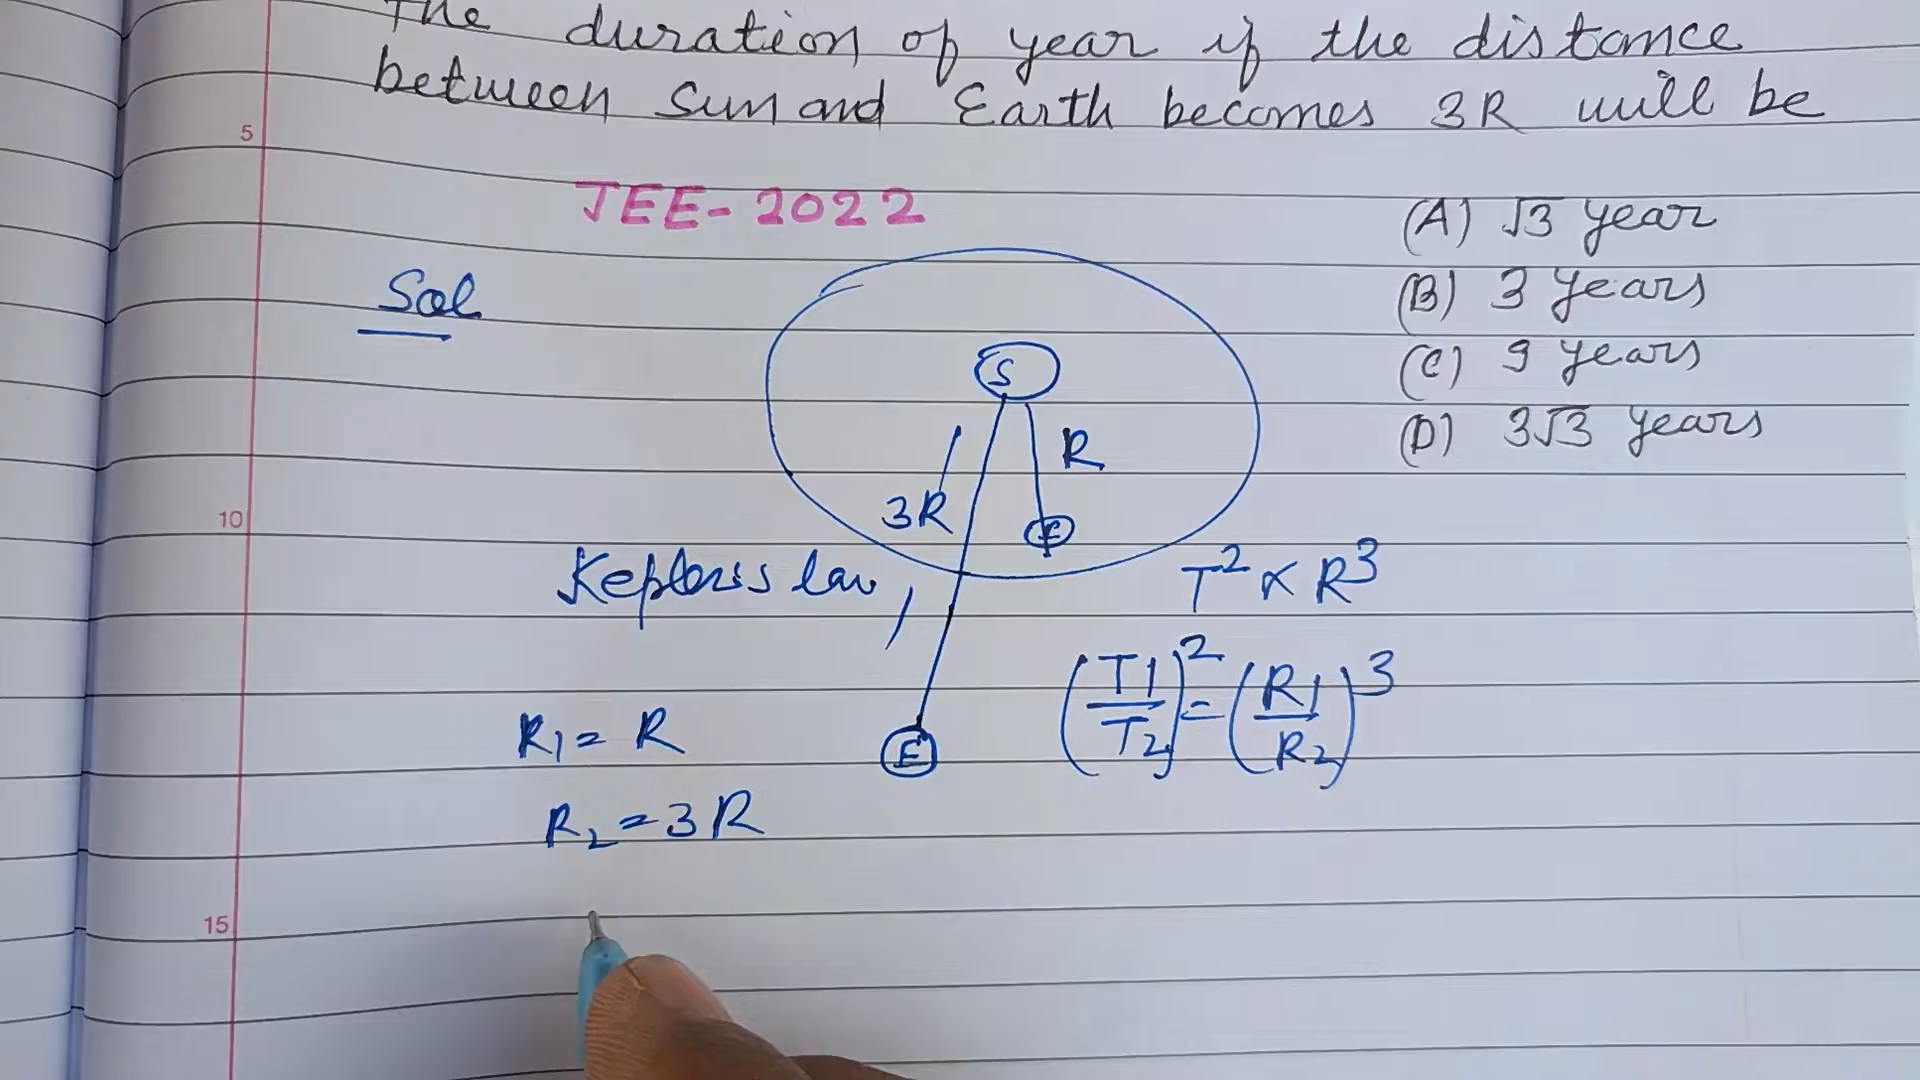 The duration of year if the distance
between Sun and Earth becomes 3R will be
5
JEE-2022
(A) √3 year
Sol
(B) 3 Years
S
(C) 9 years
R
(D) 3√3 years
3R
10
E
Kepler's law
T² ∝ R³
(T1/T2)² = (R1/R2)³
R₁ = R
E
R₂ = 3R
15